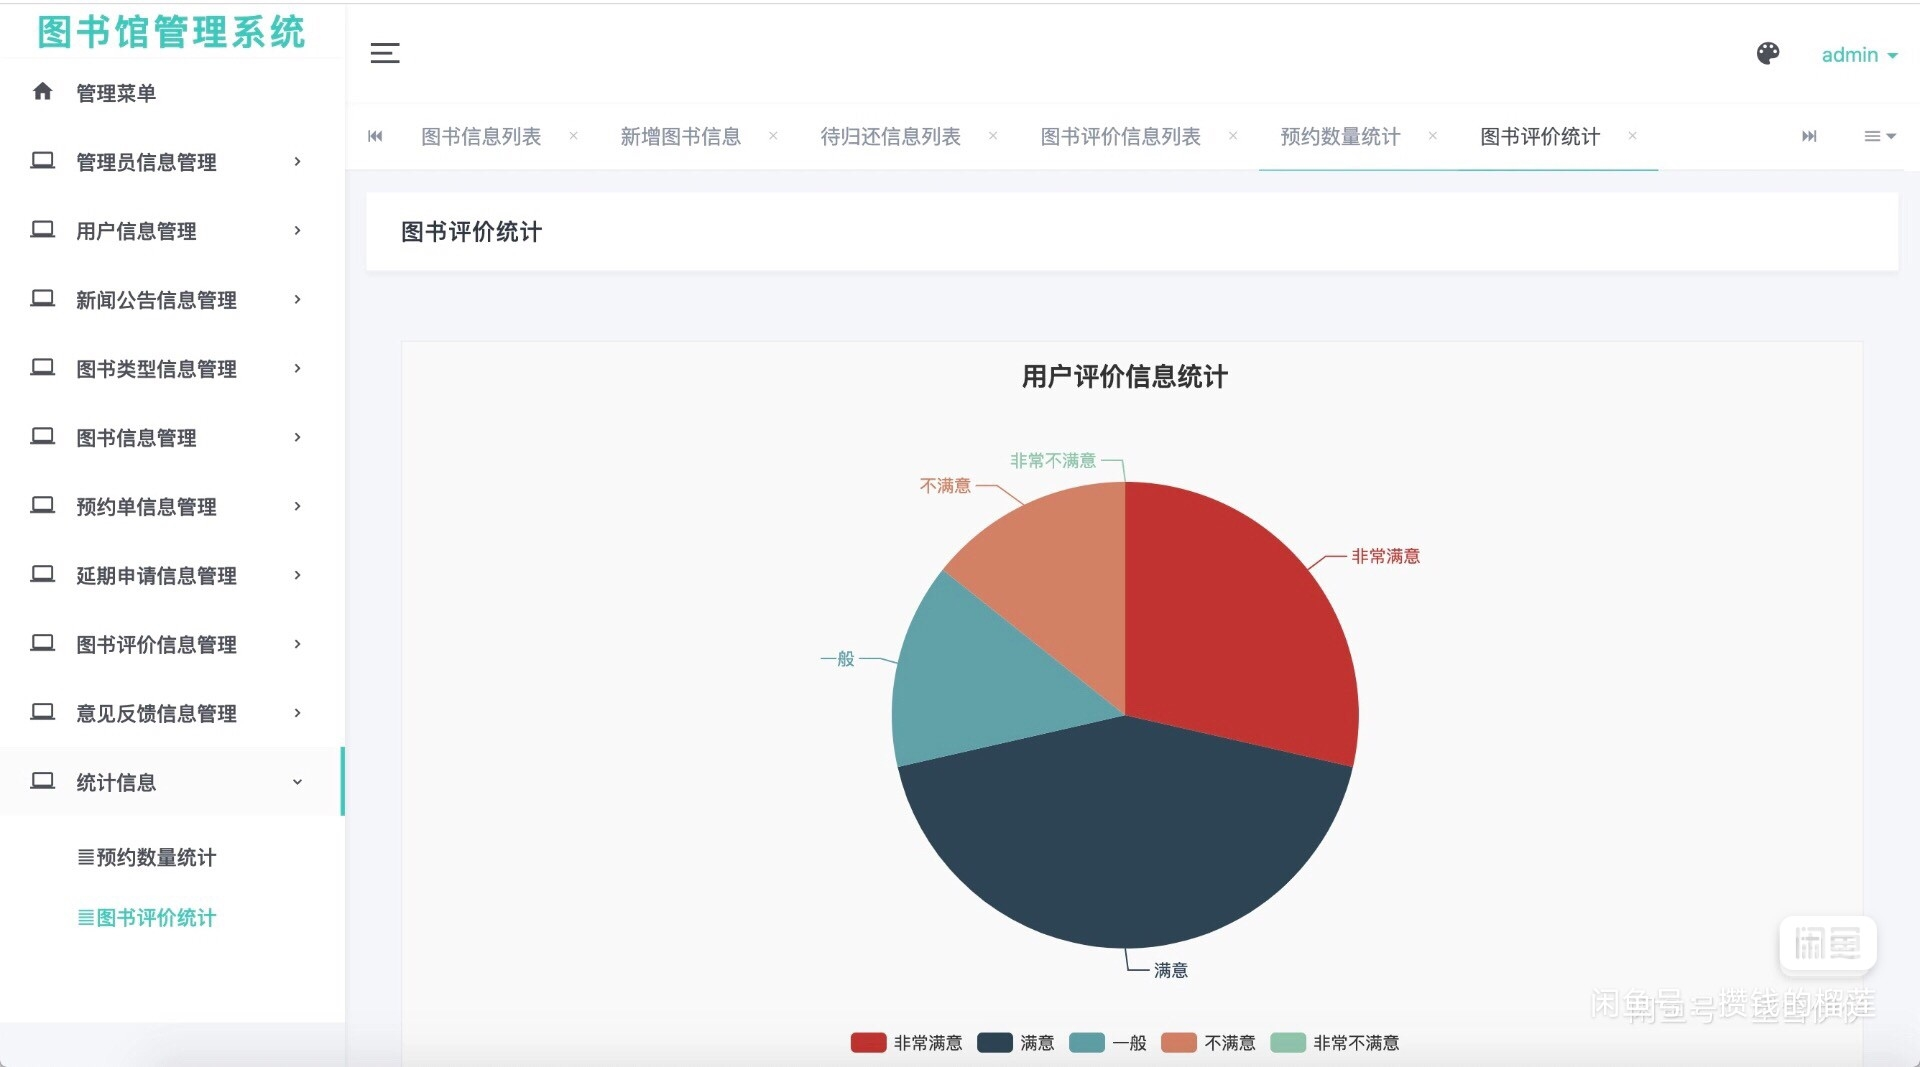 图书馆管理系统
admin
管理菜单
管理员信息管理
用户信息管理
新闻公告信息管理
图书类型信息管理
图书信息管理
预约单信息管理
延期申请信息管理
图书评价信息管理
意见反馈信息管理
统计信息
预约数量统计
图书评价统计
图书信息列表 × 新增图书信息 × 待归还信息列表 × 图书评价信息列表 × 预约数量统计 × 图书评价统计 ×
图书评价统计
用户评价信息统计
非常不满意
不满意
非常满意
一般
满意
非常满意 满意 一般 不满意 非常不满意
闲鱼